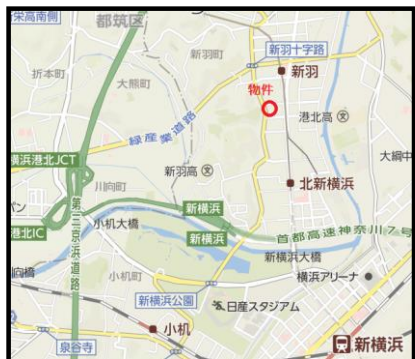 栄高南側
都筑区
新羽町
新羽十字路
折本町
大熊町
新羽
物件
緑産業道路
港北高
大綱中
横浜港北JCT
新羽高
北新横浜
川向町
パン
港北IC
第三京浜道路
小机大橋
新横浜
新横浜
首都高速神奈川7号
向橋
小机町
新横浜大橋
横浜アリーナ
新横浜公園
日産スタジアム
小机
泉谷寺
新横浜